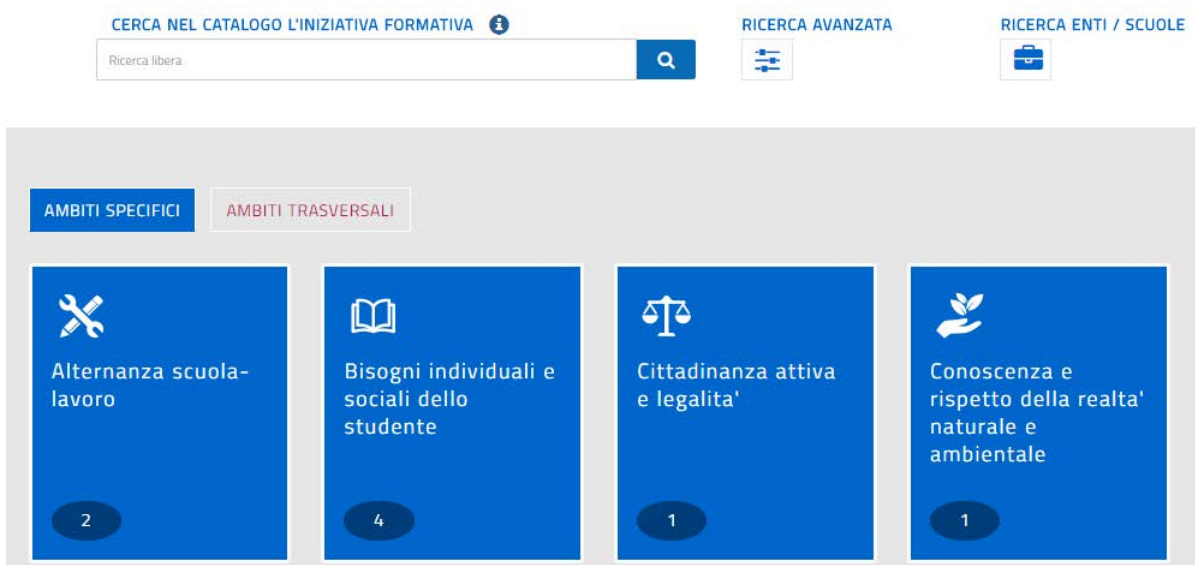 CERCA NEL CATALOGO L'INIZIATIVA FORMATIVA
RICERCA AVANZATA
RICERCA ENTI / SCUOLE
Ricerca libera
AMBITI SPECIFICI
AMBITI TRASVERSALI
Alternanza scuola-
lavoro
2
Bisogni individuali e
sociali dello
studente
4
Cittadinanza attiva
e legalita'
1
Conoscenza e
rispetto della realta'
naturale e
ambientale
1